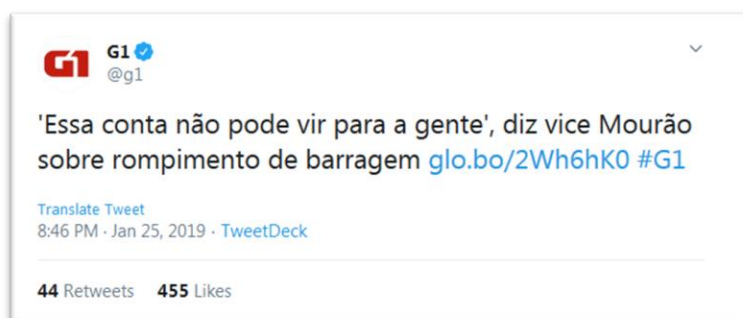 G1
G1
@g1
'Essa conta não pode vir para a gente', diz vice Mourão
sobre rompimento de barragem glo.bo/2Wh6hK0 #G1
Translate Tweet
8:46 PM · Jan 25, 2019 · TweetDeck
44 Retweets 455 Likes